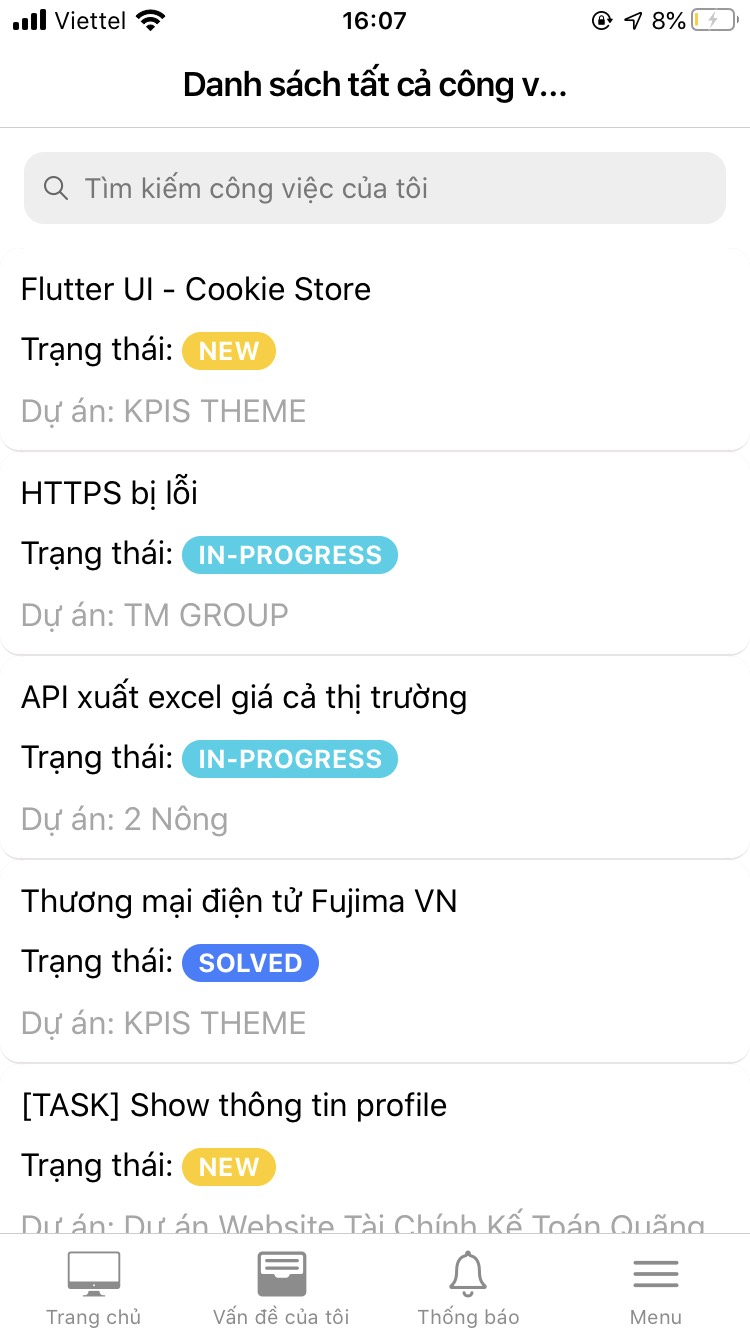 Viettel 16:07 8%
Danh sách tất cả công v...
Tìm kiếm công việc của tôi
Flutter UI - Cookie Store
Trạng thái: NEW
Dự án: KPIS THEME
HTTPS bị lỗi
Trạng thái: IN-PROGRESS
Dự án: TM GROUP
API xuất excel giá cả thị trường
Trạng thái: IN-PROGRESS
Dự án: 2 Nông
Thương mại điện tử Fujima VN
Trạng thái: SOLVED
Dự án: KPIS THEME
[TASK] Show thông tin profile
Trạng thái: NEW
Dự án: Dự án Website Tài Chính Kế Toán Quãng
Trang chủ Vấn đề của tôi Thông báo Menu